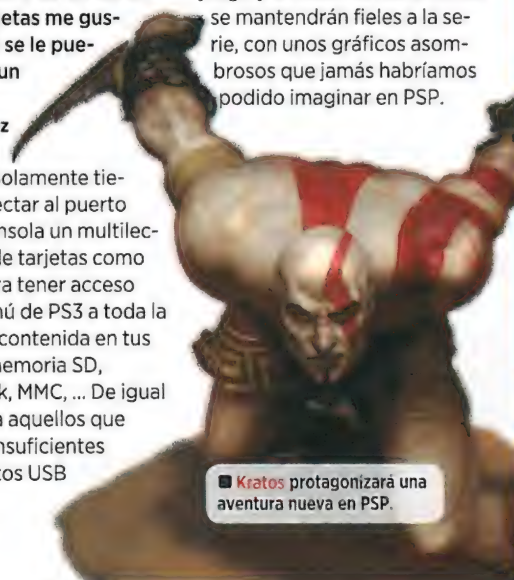 etas me gus-
se le pue-
un
z
olamente tie-
ectar al puerto
nsola un multilec-
le tarjetas como
ra tener acceso
nú de PS3 a toda la
contenida en tus
emoria SD,
k, MMC, ... De igual
a aquellos que
nsuficientes
tos USB
se mantendrán fieles a la se-
rie, con unos gráficos asom-
brosos que jamás habríamos
podido imaginar en PSP.
Kratos protagonizará una
aventura nueva en PSP.